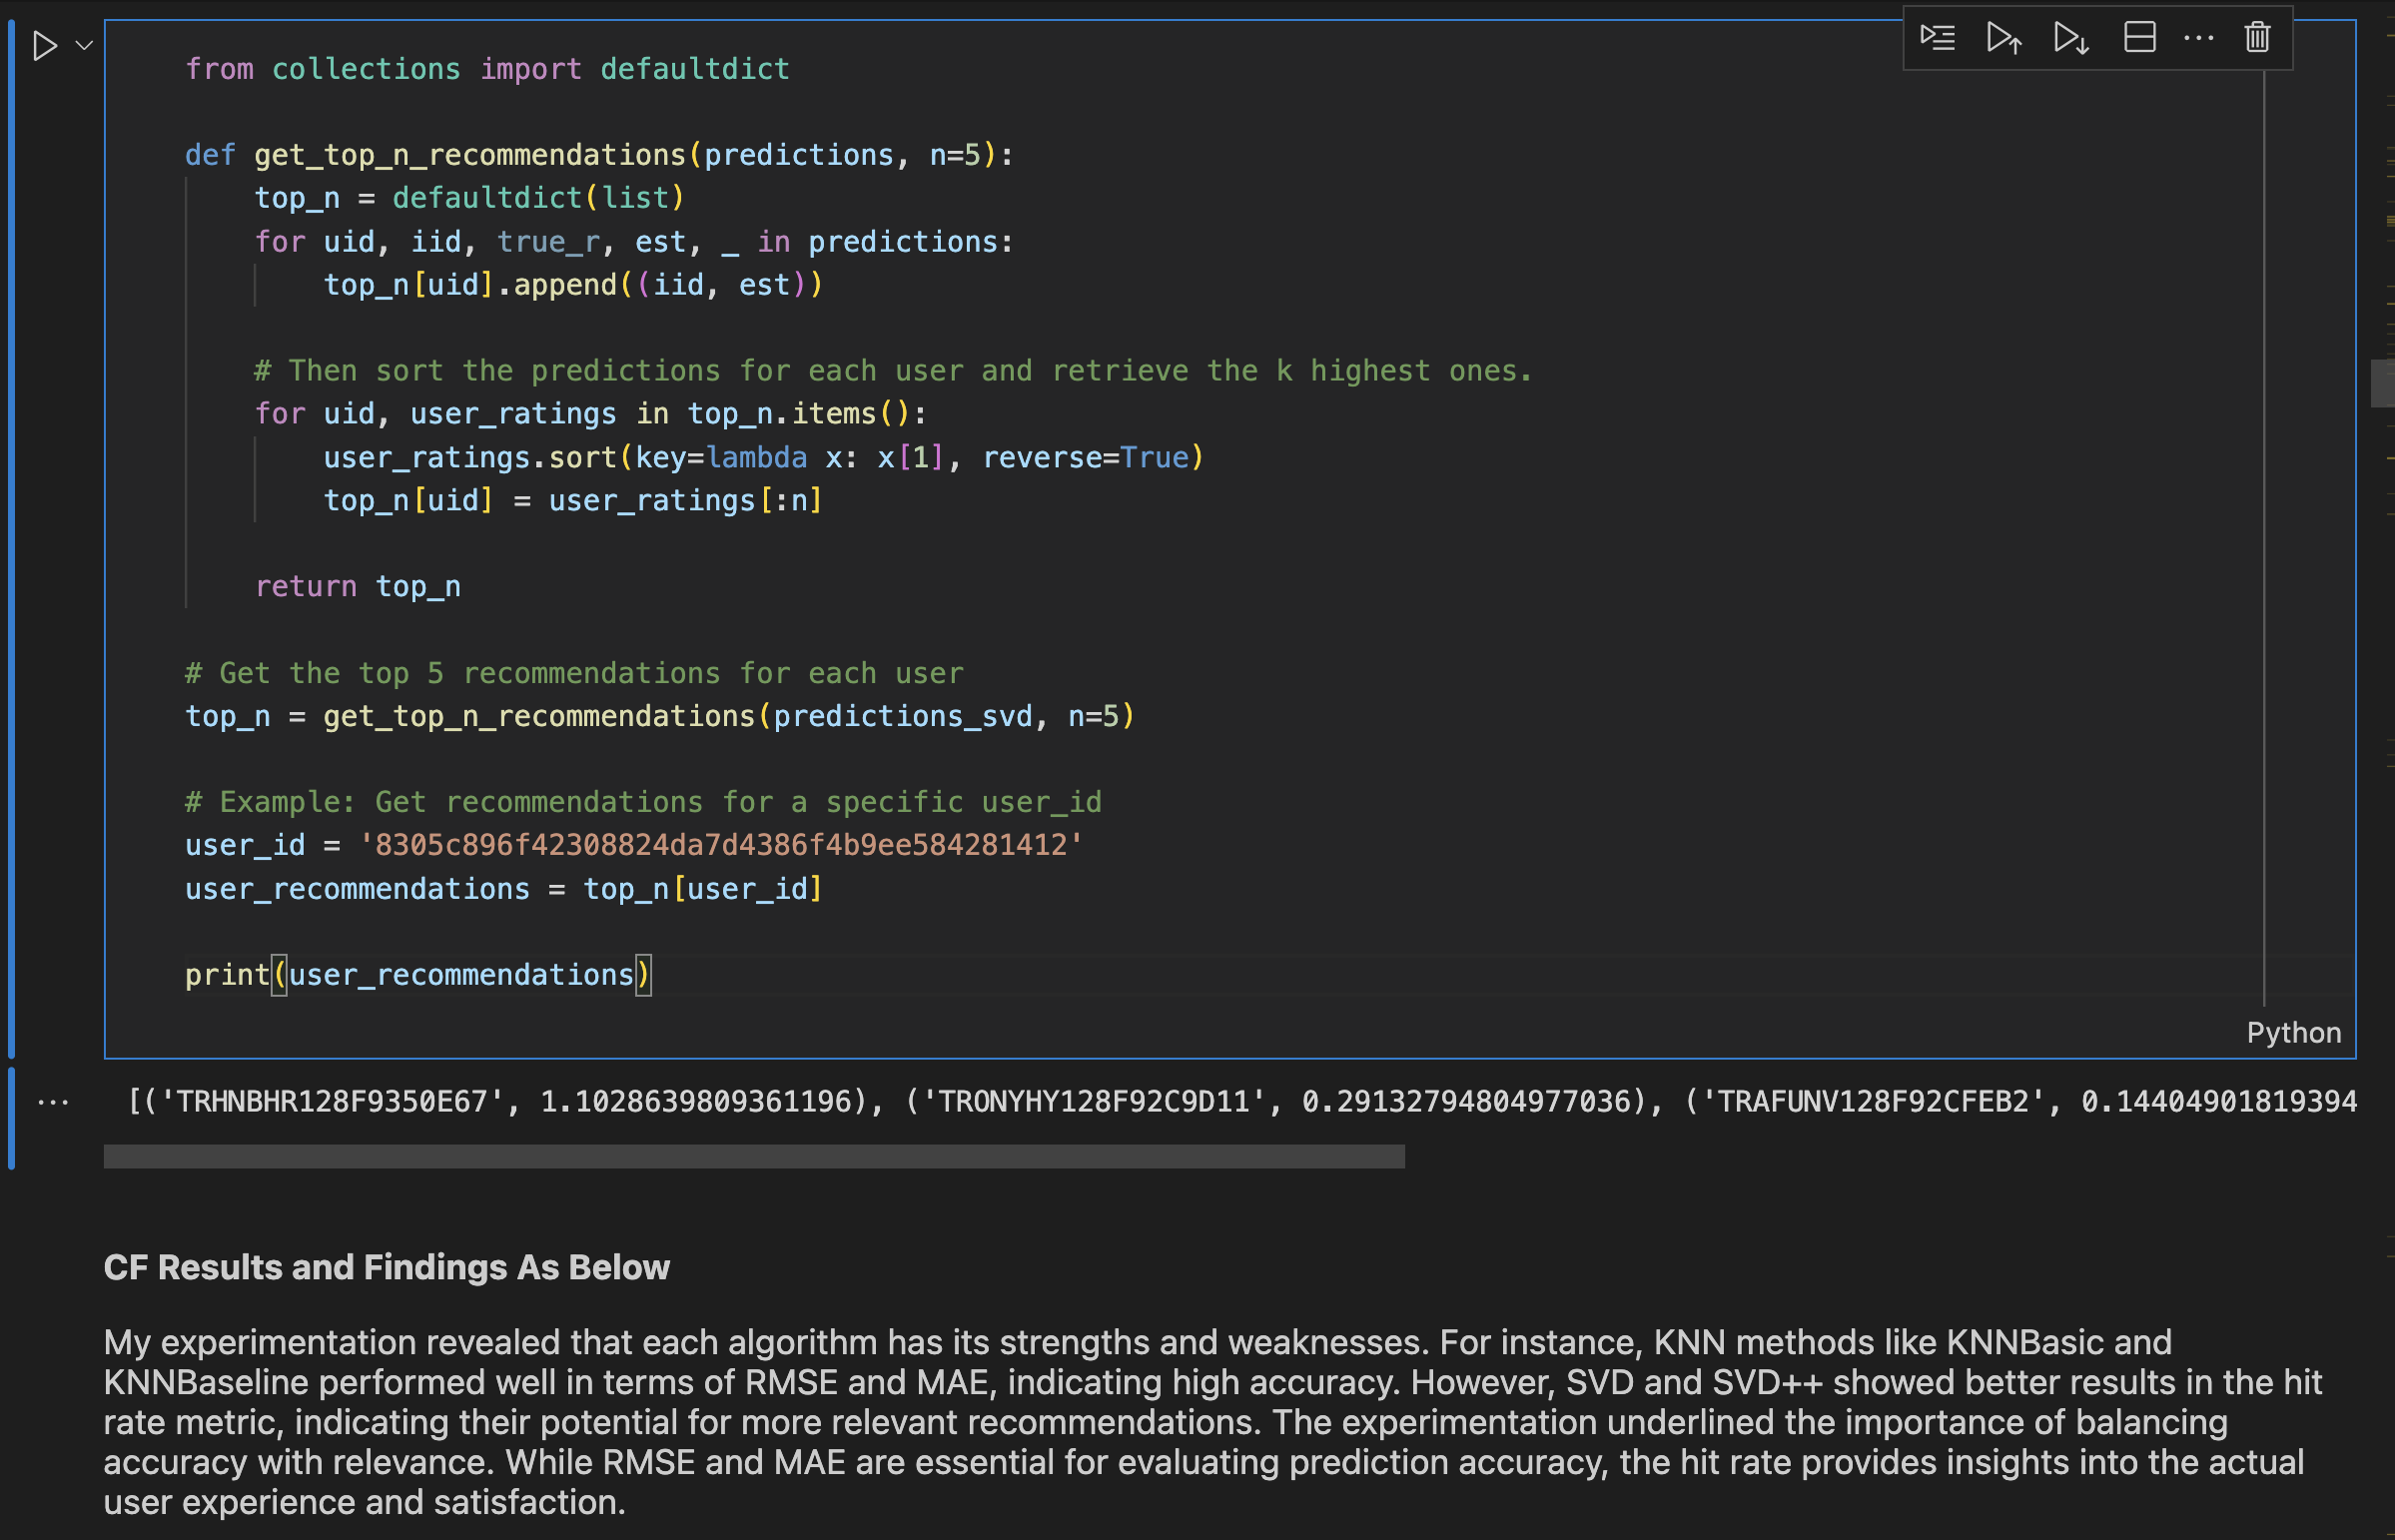 from collections import defaultdict
def get_top_n_recommendations(predictions, n=5):
    top_n = defaultdict(list)
    for uid, iid, true_r, est, _ in predictions:
        top_n[uid].append((iid, est))
    # Then sort the predictions for each user and retrieve the k highest ones.
    for uid, user_ratings in top_n.items():
        user_ratings.sort(key=lambda x: x[1], reverse=True)
        top_n[uid] = user_ratings[:n]
    return top_n
# Get the top 5 recommendations for each user
top_n = get_top_n_recommendations(predictions_svd, n=5)
# Example: Get recommendations for a specific user_id
user_id = '8305c896f42308824da7d4386f4b9ee584281412'
user_recommendations = top_n[user_id]
print(user_recommendations)
Python
[('TRHNBHR128F9350E67', 1.1028639809361196), ('TRONYHY128F92C9D11', 0.29132794804977036), ('TRAFUNV128F92CFEB2', 0.14404901819394
CF Results and Findings As Below
My experimentation revealed that each algorithm has its strengths and weaknesses. For instance, KNN methods like KNNBasic and
KNNBaseline performed well in terms of RMSE and MAE, indicating high accuracy. However, SVD and SVD++ showed better results in the hit
rate metric, indicating their potential for more relevant recommendations. The experimentation underlined the importance of balancing
accuracy with relevance. While RMSE and MAE are essential for evaluating prediction accuracy, the hit rate provides insights into the actual
user experience and satisfaction.